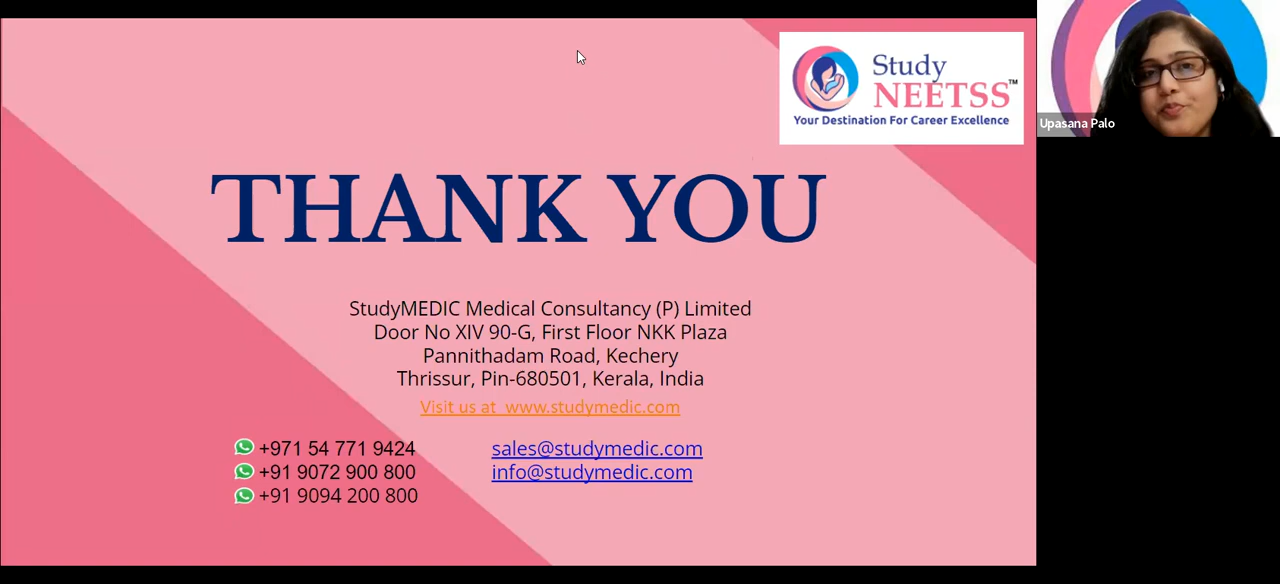 Study
NEETSS™
Your Destination For Career Excellence
Upasana Palo
THANK YOU
StudyMEDIC Medical Consultancy (P) Limited
Door No XIV 90-G, First Floor NKK Plaza
Pannithadam Road, Kechery
Thrissur, Pin-680501, Kerala, India
Visit us at www.studymedic.com
+971 54 771 9424
+91 9072 900 800
+91 9094 200 800
sales@studymedic.com
info@studymedic.com